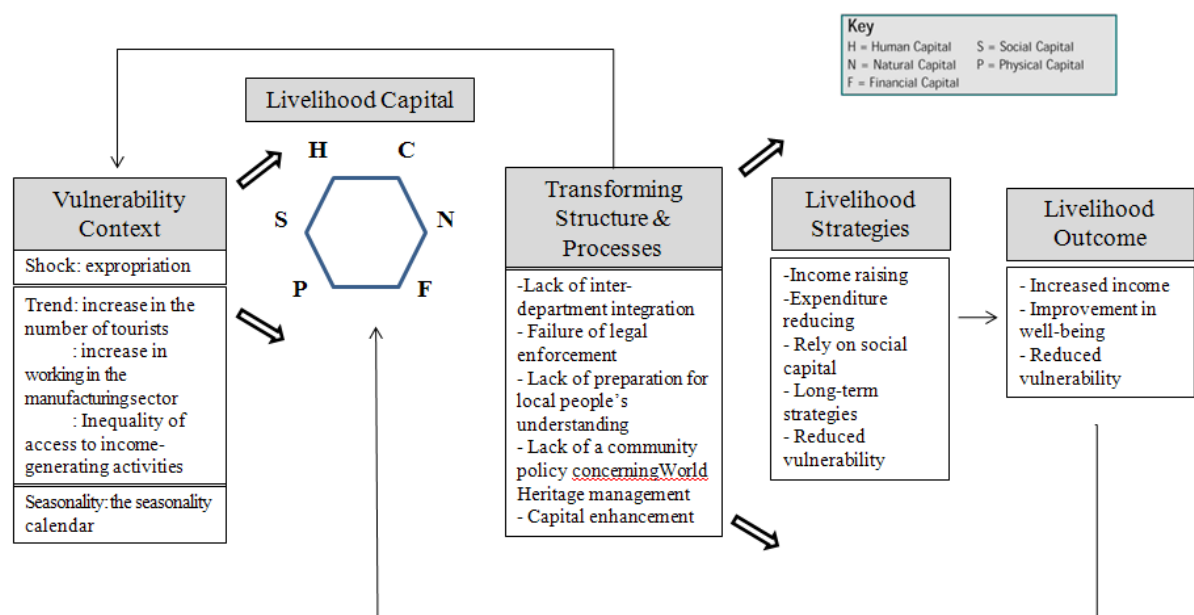 Key
H = Human Capital S = Social Capital
N = Natural Capital P = Physical Capital
F = Financial Capital
Livelihood Capital
H C
S N
P F
Vulnerability
Context
Shock: expropriation
Trend: increase in the
number of tourists
: increase in
working in the
manufacturing sector
: Inequality of
access to income-
generating activities
Seasonality: the seasonality
calendar
Transforming
Structure &
Processes
-Lack of inter-
department integration
- Failure of legal
enforcement
- Lack of preparation for
local people's
understanding
- Lack of a community
policy concerningWorld
Heritage management
- Capital enhancement
Livelihood
Strategies
-Income raising
-Expenditure
reducing
- Rely on social
capital
- Long-term
strategies
- Reduced
vulnerability
Livelihood
Outcome
- Increased income
- Improvement in
well-being
- Reduced
vulnerability